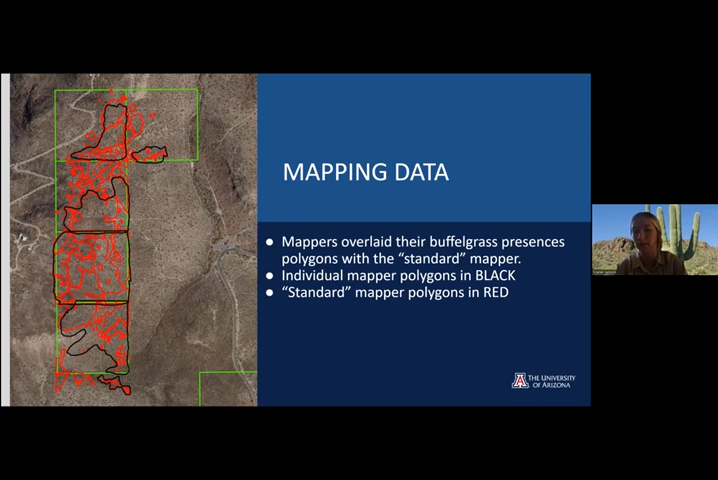 MAPPING DATA
● Mappers overlaid their buffelgrass presences
polygons with the “standard” mapper.
● Individual mapper polygons in BLACK
● “Standard” mapper polygons in RED
THE UNIVERSITY
OF ARIZONA